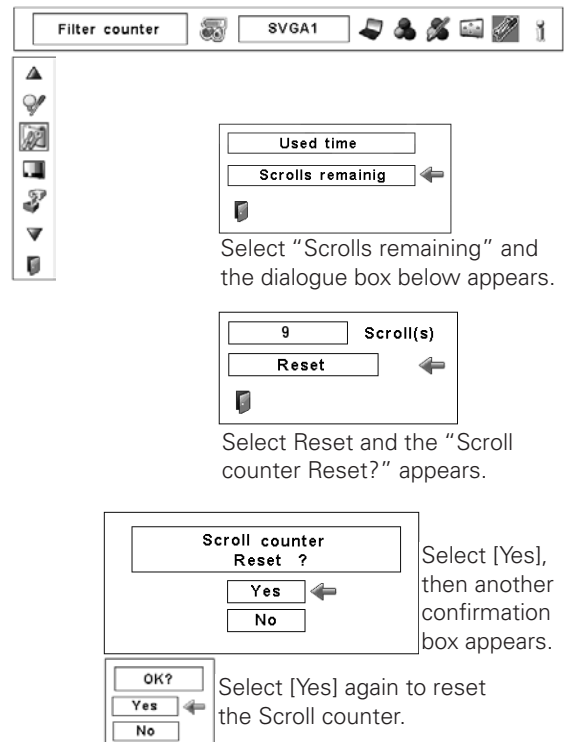 Filter counter SVGA1
Used time
Scrolls remainig
Select “Scrolls remaining” and
the dialogue box below appears.
9 Scroll(s)
Reset
Select Reset and the “Scroll
counter Reset?” appears.
Scroll counter
Reset ?
Yes
No
Select [Yes],
then another
confirmation
box appears.
OK?
Yes
No
Select [Yes] again to reset
the Scroll counter.